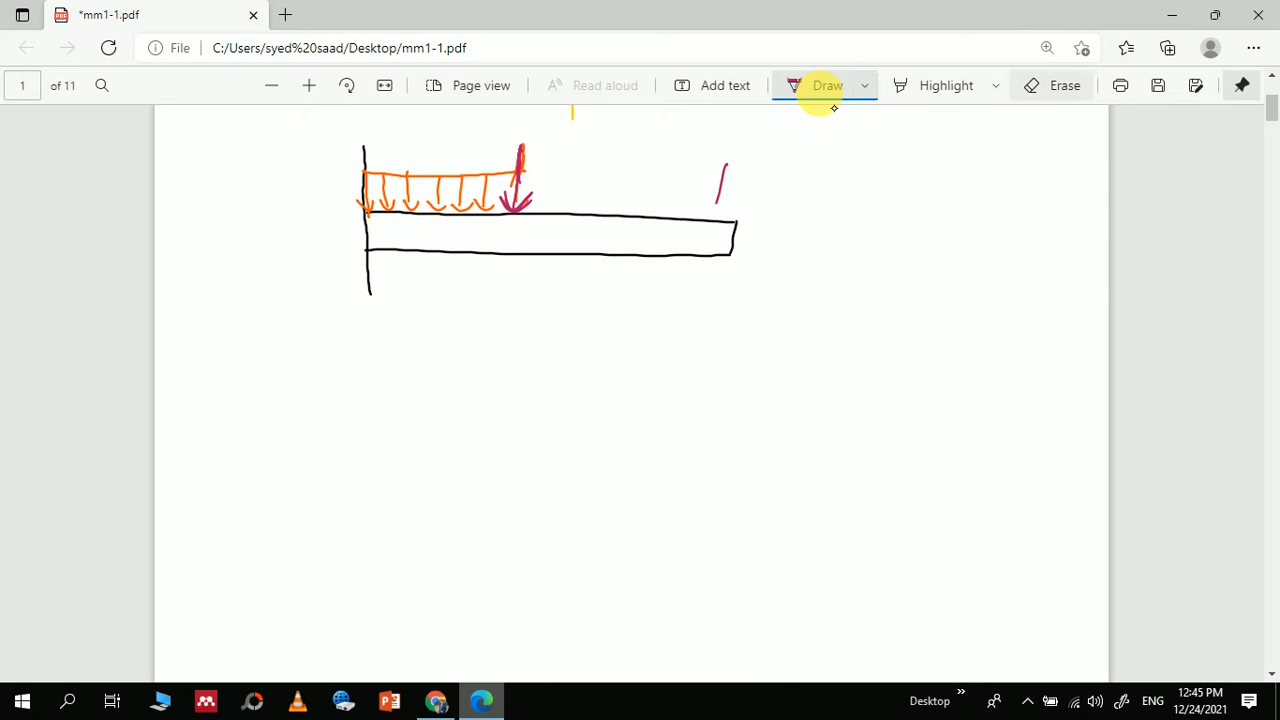 *mm1-1.pdf
File C:/Users/syed%20saad/Desktop/mm1-1.pdf
1 of 11 Page view Read aloud Add text Draw Highlight Erase
Desktop ENG 12:45 PM
12/24/2021